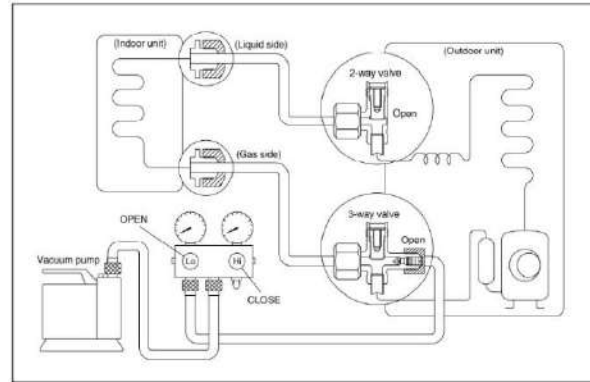 (Indoor unit)
(Liquid side)
(Outdoor unit)
2-way valve
Open
(Gas side)
3-way valve
Open
OPEN
Lo
Hi
Vacuum pump
CLOSE